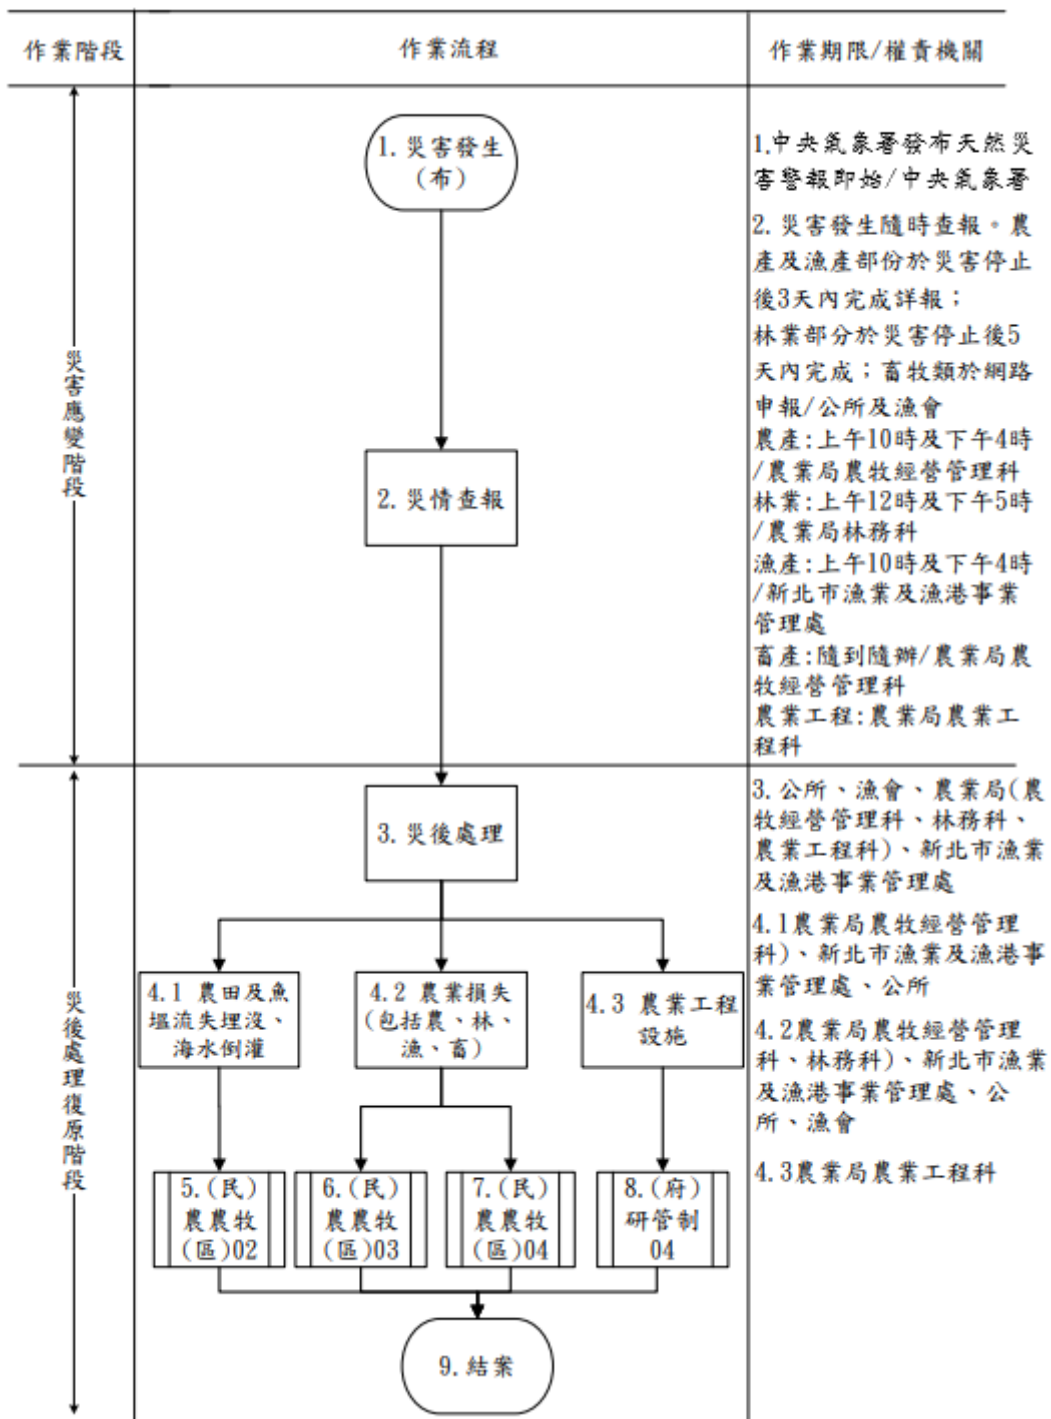 作業階段
作業流程
作業期限/權責機關
災害應變階段
1.災害發生
(布)
2.災情查報
1.中央氣象署發布天然災
害警報即始/中央氣象署
2.災害發生隨時查報。農
產及漁產部份於災害停止
後3天內完成詳報；
林業部分於災害停止後5
天內完成；畜牧類於網路
申報/公所及漁會
農產:上午10時及下午4時
/農業局農牧經營管理科
林業:上午12時及下午5時
/農業局林務科
漁產:上午10時及下午4時
/新北市漁業及漁港事業
管理處
畜產:隨到隨辦/農業局農
牧經營管理科
農業工程:農業局農業工
程科
災後處理復原階段
3.災後處理
4.1 農田及魚
塭流失埋沒、
海水倒灌
4.2 農業損失
(包括農、林、
漁、畜)
4.3 農業工程
設施
5.(民)
農農牧
(區)02
6.(民)
農農牧
(區)03
7.(民)
農農牧
(區)04
8.(府)
研管制
04
9.結案
3.公所、漁會、農業局(農
牧經營管理科、林務科、
農業工程科)、新北市漁業
及漁港事業管理處
4.1農業局農牧經營管理
科)、新北市漁業及漁港事
業管理處、公所
4.2農業局農牧經營管理
科、林務科)、新北市漁業
及漁港事業管理處、公
所、漁會
4.3農業局農業工程科